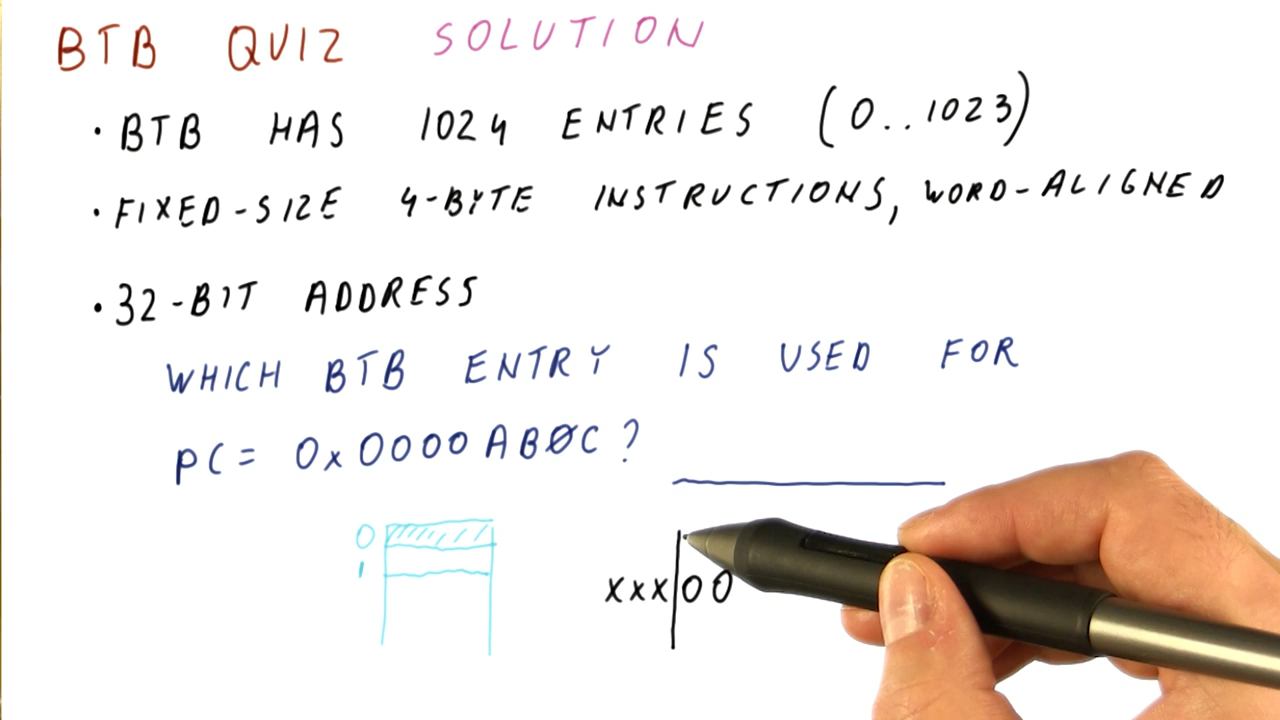 BTB QUIZ SOLUTION
• BTB HAS 1024 ENTRIES (0..1023)
• FIXED-SIZE 4-BYTE INSTRUCTIONS, WORD-ALIGNED
• 32-BIT ADDRESS
WHICH BTB ENTRY IS USED FOR
PC = 0x0000AB0C?
0
1
xxx|00